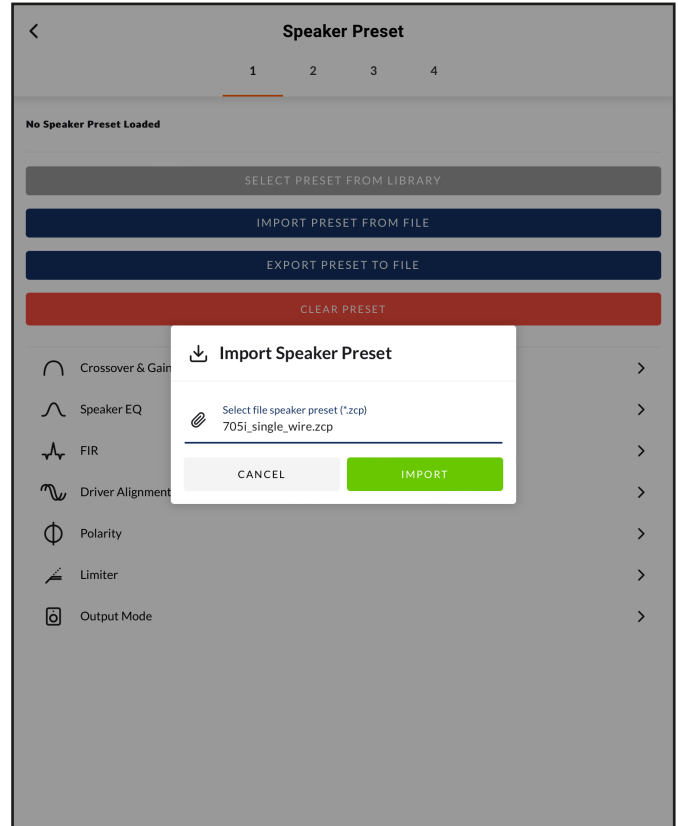 Speaker Preset
1 2 3 4
No Speaker Preset Loaded
SELECT PRESET FROM LIBRARY
IMPORT PRESET FROM FILE
EXPORT PRESET TO FILE
CLEAR PRESET
Import Speaker Preset
Select file speaker preset (*.zcp)
705i_single_wire.zcp
CANCEL IMPORT
Crossover & Gain
Speaker EQ
FIR
Driver Alignment
Polarity
Limiter
Output Mode